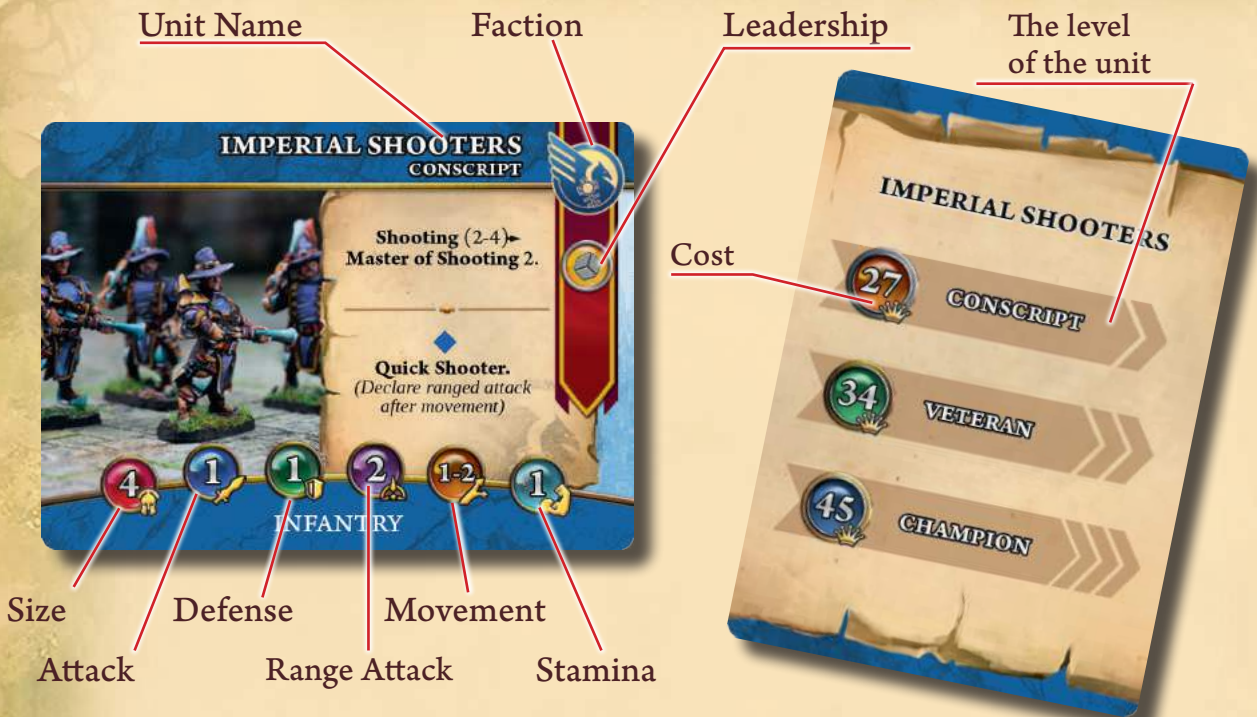 Unit Name
Faction
Leadership
The level
of the unit
IMPERIAL SHOOTERS
CONSCRIPT
Shooting (2-4)➛
Master of Shooting 2.
Quick Shooter.
(Declare ranged attack
after movement)
4
1
1
2
1-2
1
INFANTRY
Size
Defense
Movement
Attack
Range Attack
Stamina
Cost
IMPERIAL SHOOTERS
27
CONSCRIPT
34
VETERAN
45
CHAMPION